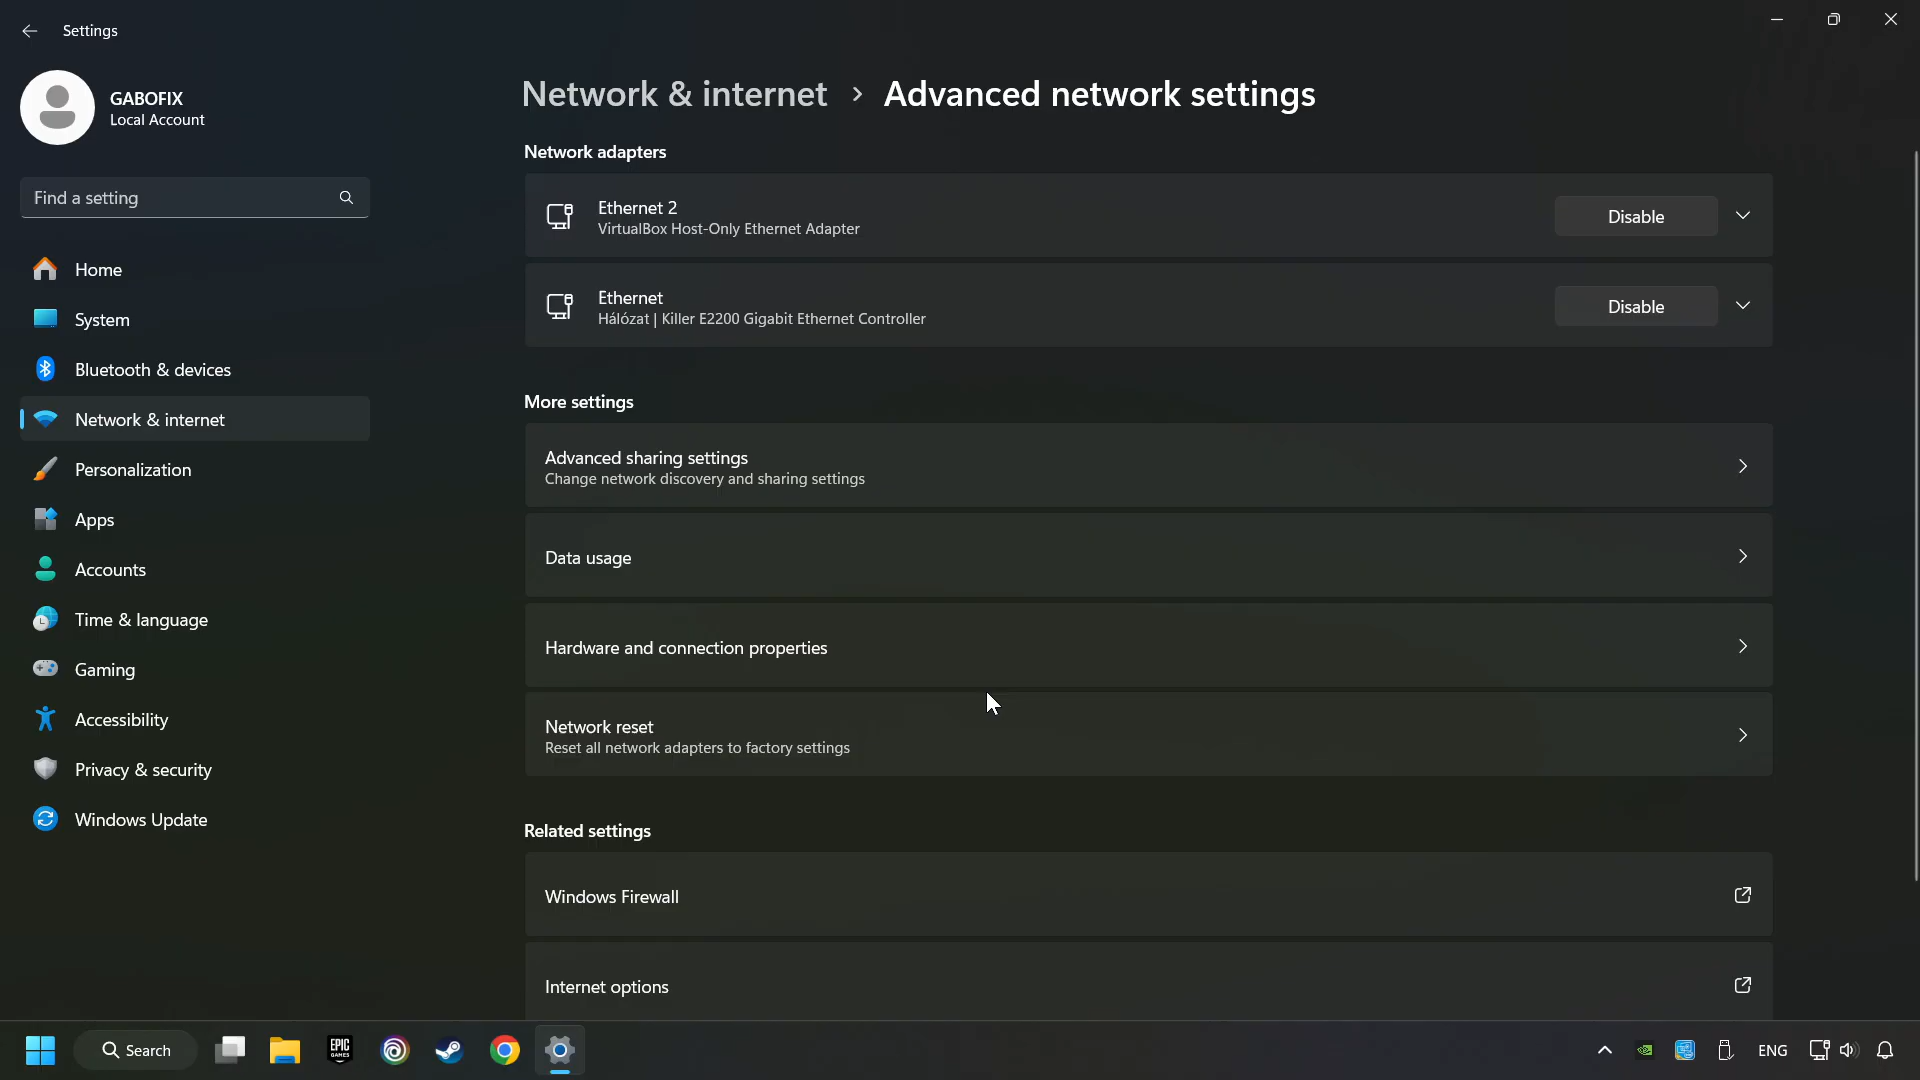 Settings
GABOFIX
Local Account
Find a setting
Home
System
Bluetooth & devices
Network & internet
Personalization
Apps
Accounts
Time & language
Gaming
Accessibility
Privacy & security
Windows Update
Network & internet > Advanced network settings
Network adapters
Ethernet 2
VirtualBox Host-Only Ethernet Adapter
Disable
Ethernet
Hálózat | Killer E2200 Gigabit Ethernet Controller
Disable
More settings
Advanced sharing settings
Change network discovery and sharing settings
Data usage
Hardware and connection properties
Network reset
Reset all network adapters to factory settings
Related settings
Windows Firewall
Internet options
Search
EPIC
GAMES
ENG